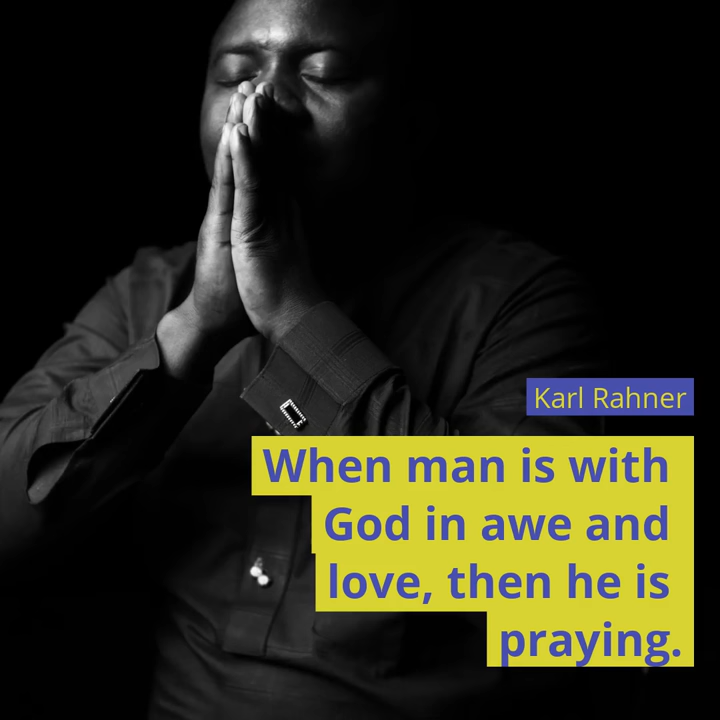 Karl Rahner
When man is with
God in awe and
love, then he is
praying.